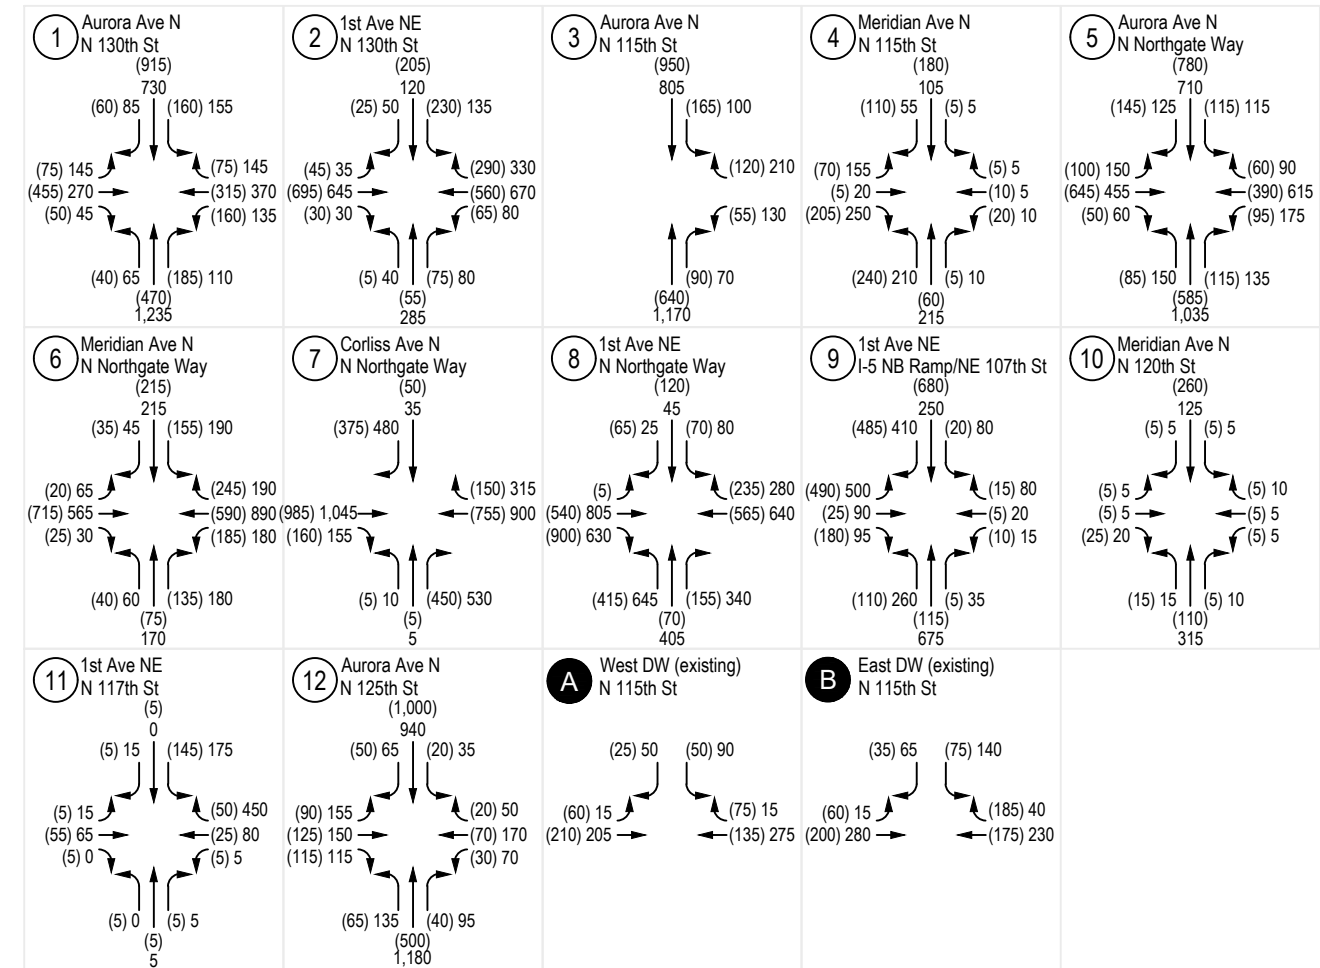 1 Aurora Ave N
N 130th St
(915)
730
(60) 85 (160) 155
(75) 145 (75) 145
(455) 270 (315) 370
(50) 45 (160) 135
(40) 65 (185) 110
(470)
1,235
2 1st Ave NE
N 130th St
(205)
120
(25) 50 (230) 135
(45) 35 (290) 330
(695) 645 (560) 670
(30) 30 (65) 80
(5) 40 (75) 80
(55)
285
3 Aurora Ave N
N 115th St
(950)
805
(165) 100
(120) 210
(55) 130
(90) 70
(640)
1,170
4 Meridian Ave N
N 115th St
(180)
105
(110) 55 (5) 5
(70) 155 (5) 5
(5) 20 (10) 5
(205) 250 (20) 10
(240) 210 (5) 10
(60)
215
5 Aurora Ave N
N Northgate Way
(780)
710
(145) 125 (115) 115
(100) 150 (60) 90
(645) 455 (390) 615
(50) 60 (95) 175
(85) 150 (115) 135
(585)
1,035
6 Meridian Ave N
N Northgate Way
(215)
215
(35) 45 (155) 190
(20) 65 (245) 190
(715) 565 (590) 890
(25) 30 (185) 180
(40) 60 (135) 180
(75)
170
7 Corliss Ave N
N Northgate Way
(50)
35
(375) 480
(150) 315
(985) 1,045 (755) 900
(160) 155
(5) 10 (450) 530
(5)
5
8 1st Ave NE
N Northgate Way
(120)
45
(65) 25 (70) 80
(5) (235) 280
(540) 805 (565) 640
(900) 630
(415) 645 (155) 340
(70)
405
9 1st Ave NE
I-5 NB Ramp/NE 107th St
(680)
250
(485) 410 (20) 80
(490) 500 (15) 80
(25) 90 (5) 20
(180) 95 (10) 15
(110) 260 (5) 35
(115)
675
10 Meridian Ave N
N 120th St
(260)
125
(5) 5 (5) 5
(5) 5 (5) 10
(5) 5 (5) 5
(25) 20 (5) 5
(15) 15 (5) 10
(110)
315
11 1st Ave NE
N 117th St
(5)
0
(5) 15 (145) 175
(5) 15 (50) 450
(55) 65 (25) 80
(5) 0 (5) 5
(5) 0 (5) 5
(5)
5
12 Aurora Ave N
N 125th St
(1,000)
940
(50) 65 (20) 35
(90) 155 (20) 50
(125) 150 (70) 170
(115) 115 (30) 70
(65) 135 (40) 95
(500)
1,180
A West DW (existing)
N 115th St
(25) 50 (50) 90
(60) 15 (75) 15
(210) 205 (135) 275
B East DW (existing)
N 115th St
(35) 65 (75) 140
(60) 15 (185) 40
(200) 280 (175) 230